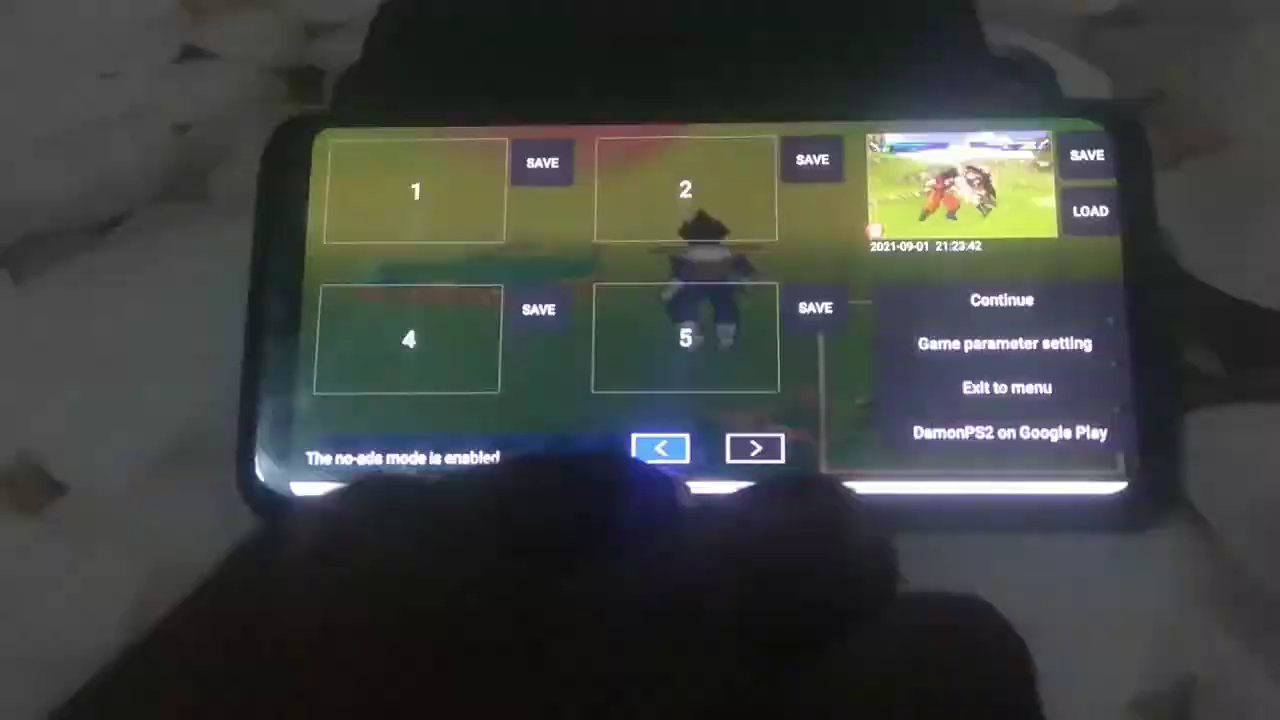 1
SAVE
2
SAVE
SAVE
LOAD
2021-09-01 21:23:42
4
SAVE
5
SAVE
Continue
Game parameter setting
Exit to menu
DamonPS2 on Google Play
The no-ads mode is enabled
<
>